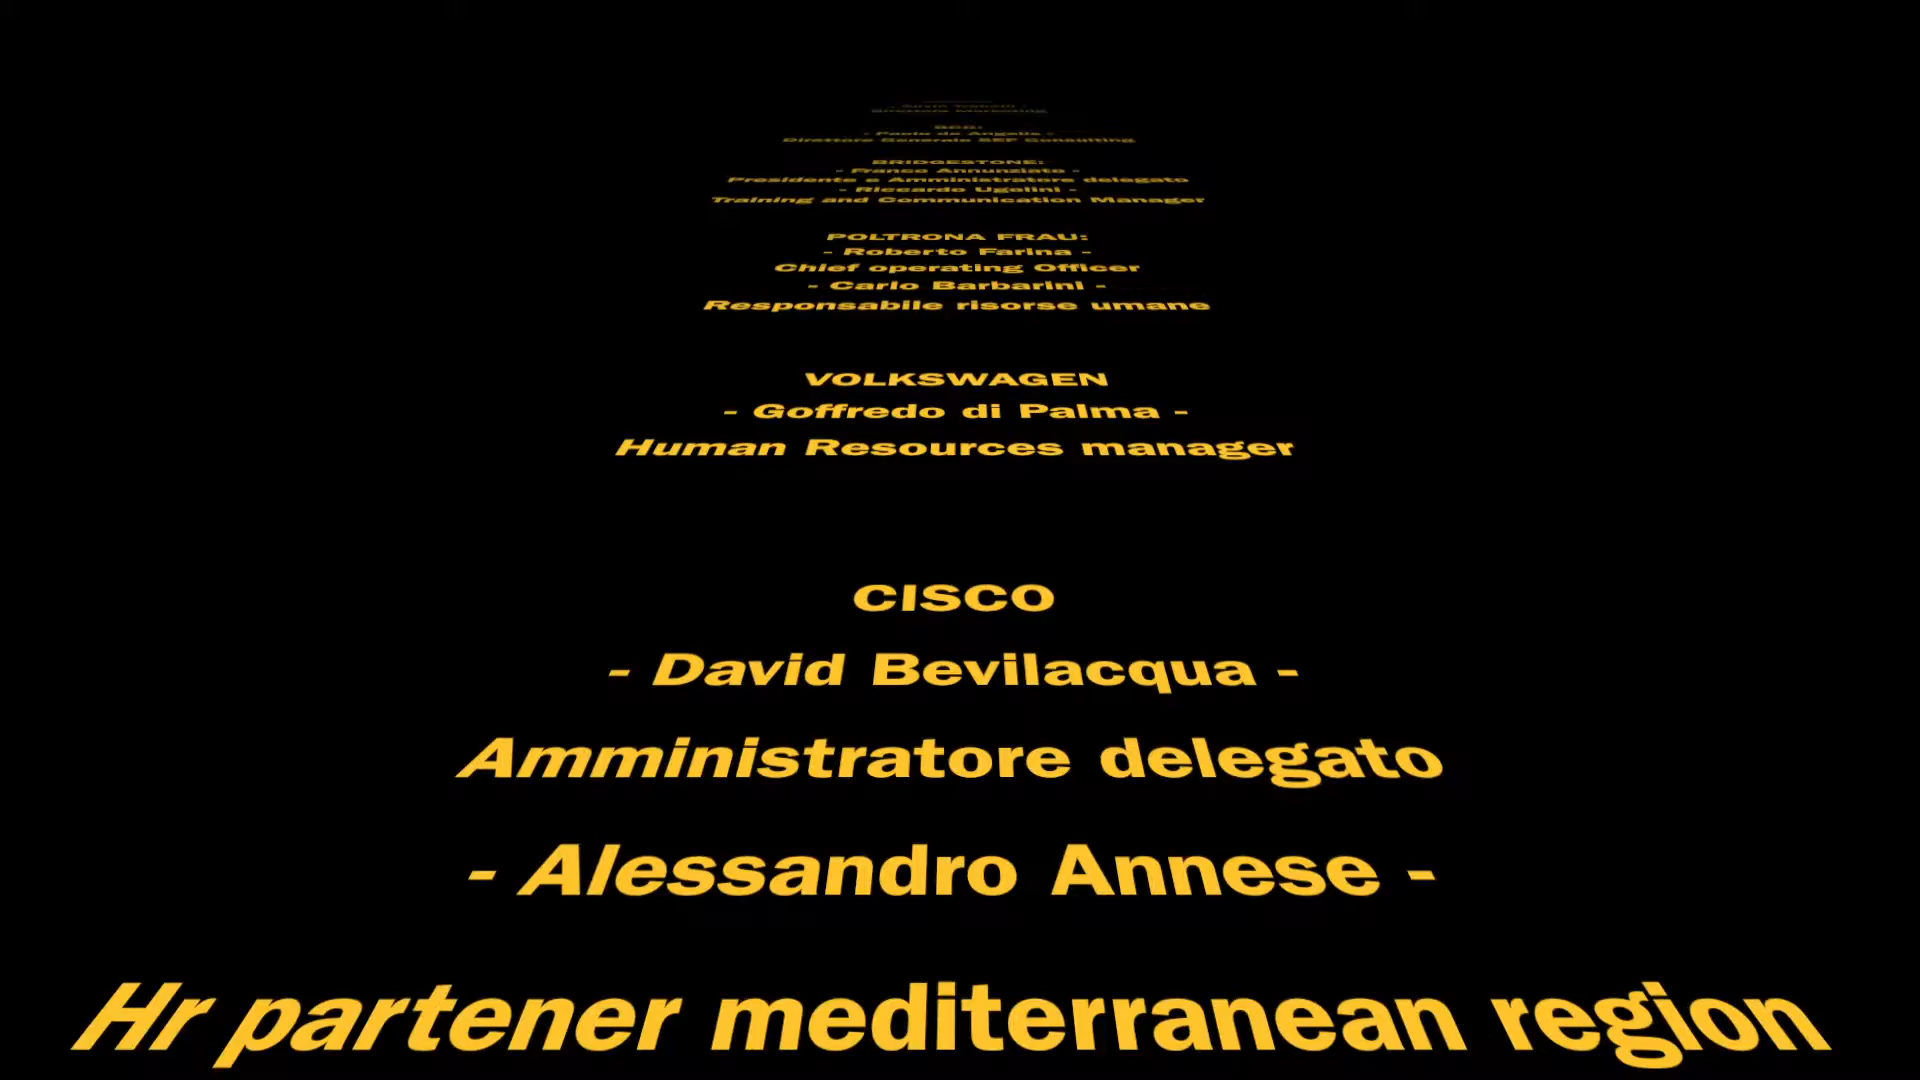 Direttore Marketing
- Paolo de Angelis -
Direttore Generale SEF Consulting
BRIDGESTONE:
- Franco Annunziato -
Presidente e Amministratore delegato
- Riccardo Ugolini -
Training and Communication Manager
POLTRONA FRAU:
- Roberto Farina -
Chief operating Officer
- Carlo Barbarini -
Responsabile risorse umane
VOLKSWAGEN
- Goffredo di Palma -
Human Resources manager
CISCO
- David Bevilacqua -
Amministratore delegato
- Alessandro Annese -
Hr partener mediterranean region